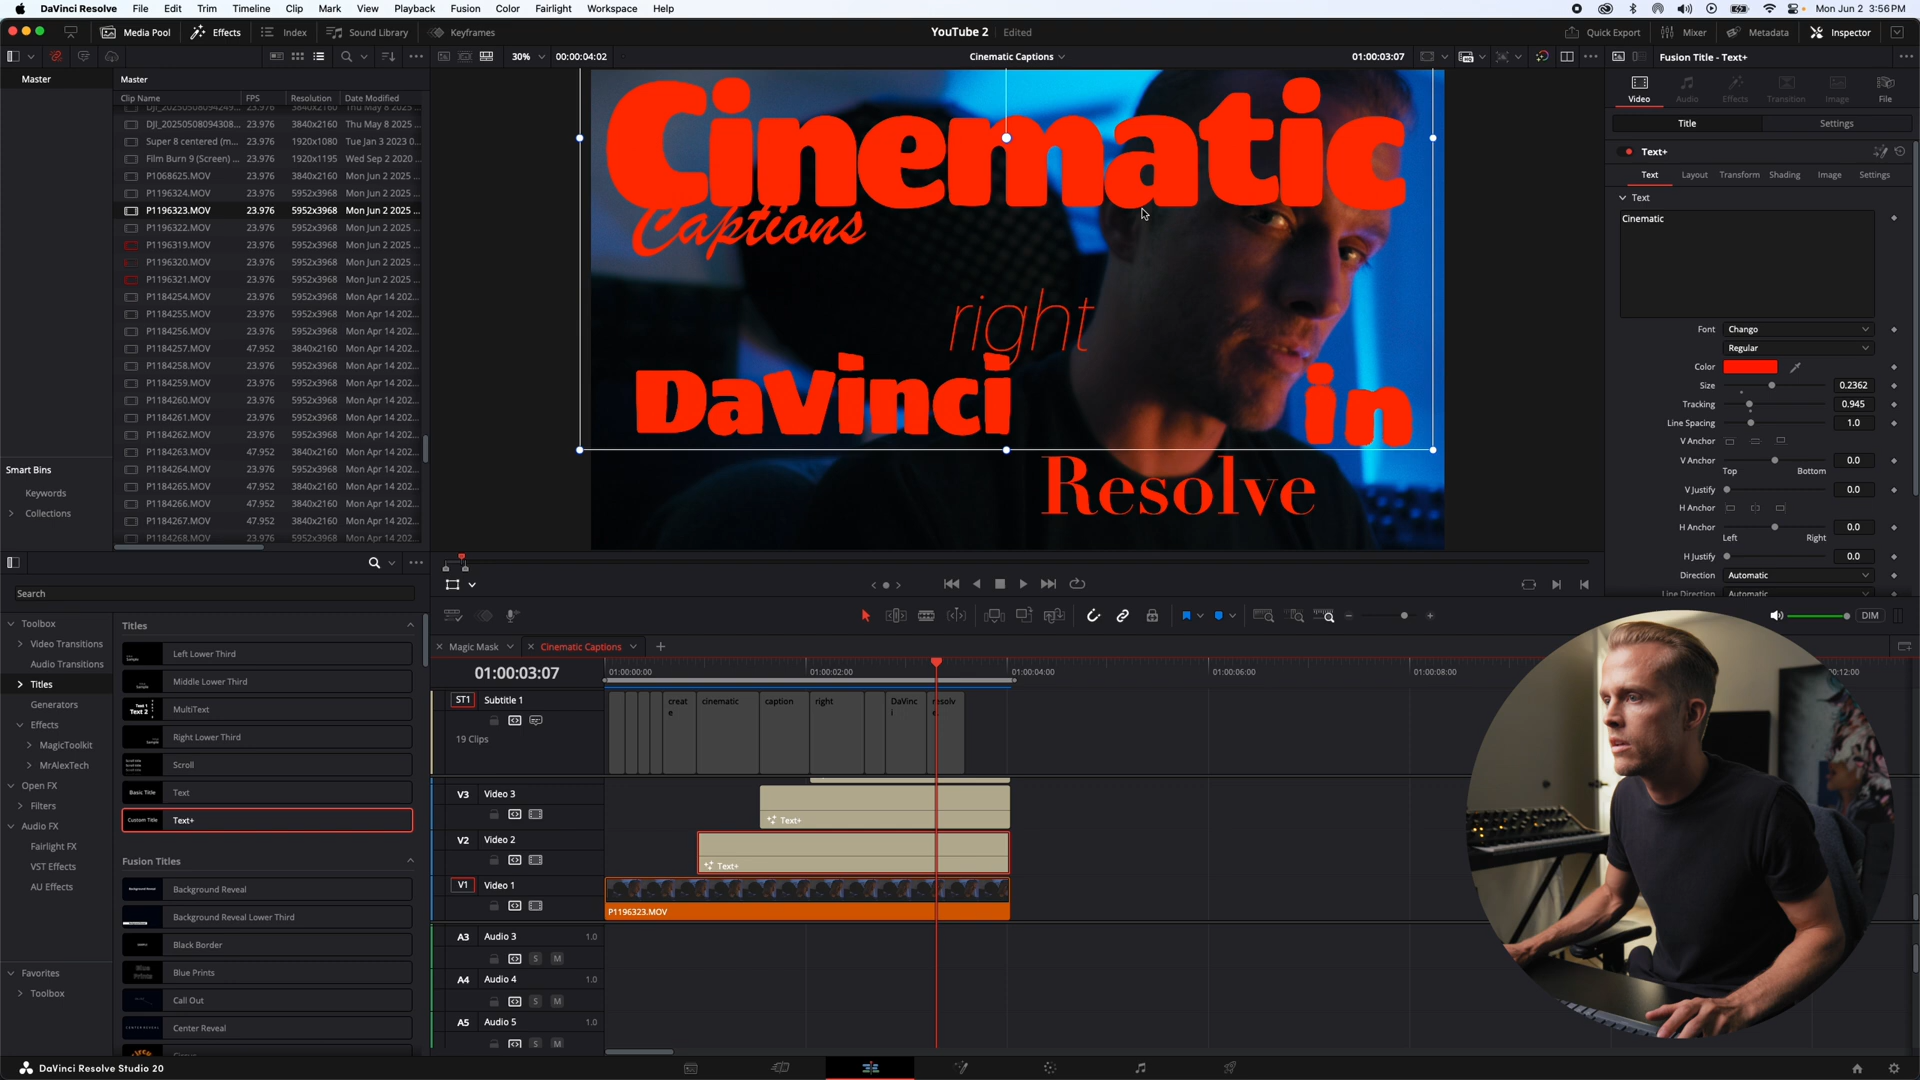 DaVinci Resolve File Edit Trim Timeline Clip Mark View Playback Fusion Color Fairlight Workspace Help
Mon Jun 2 3:56 PM
Media Pool Effects Index Sound Library Keyframes
YouTube 2 Edited
Quick Export Mixer Metadata Inspector
30% 00:00:04:02
Cinematic Captions
01:00:03:07
Fusion Title - Text+
Master
Master
Clip Name FPS Resolution Date Modified
DJI_20250508094308... 23.976 3840x2160 Thu May 8 2025 ...
Super 8 centered (m... 23.976 1920x1080 Tue Jan 3 2023 0...
Film Burn 9 (Screen) ... 23.976 1920x1195 Wed Sep 2 2020 ...
P1068625.MOV 23.976 3840x2160 Mon Jun 2 2025 ...
P1196324.MOV 23.976 5952x3968 Mon Jun 2 2025 ...
P1196323.MOV 23.976 5952x3968 Mon Jun 2 2025 ...
P1196322.MOV 23.976 5952x3968 Mon Jun 2 2025 ...
P1196319.MOV 23.976 5952x3968 Mon Jun 2 2025 ...
P1196320.MOV 23.976 5952x3968 Mon Jun 2 2025 ...
P1196321.MOV 23.976 5952x3968 Mon Jun 2 2025 ...
P1184254.MOV 23.976 5952x3968 Mon Apr 14 202...
P1184255.MOV 23.976 5952x3968 Mon Apr 14 202...
P1184256.MOV 23.976 5952x3968 Mon Apr 14 202...
P1184257.MOV 47.952 3840x2160 Mon Apr 14 202...
P1184258.MOV 23.976 5952x3968 Mon Apr 14 202...
P1184259.MOV 23.976 5952x3968 Mon Apr 14 202...
P1184260.MOV 23.976 5952x3968 Mon Apr 14 202...
P1184261.MOV 23.976 5952x3968 Mon Apr 14 202...
P1184262.MOV 23.976 5952x3968 Mon Apr 14 202...
P1184263.MOV 47.952 3840x2160 Mon Apr 14 202...
P1184264.MOV 23.976 5952x3968 Mon Apr 14 202...
P1184265.MOV 47.952 3840x2160 Mon Apr 14 202...
P1184266.MOV 47.952 3840x2160 Mon Apr 14 202...
P1184267.MOV 47.952 3840x2160 Mon Apr 14 202...
P1184268.MOV 23.976 5952x3968 Mon Apr 14 202...
Smart Bins
Keywords
Collections
Cinematic
Captions
right
DaVinci in
Resolve
Video Audio Effects Transition Image File
Title Settings
Text+
Text Layout Transform Shading Image Settings
Text
Cinematic
Font Chango
Regular
Color
Size 0.2362
Tracking 0.945
Line Spacing 1.0
V Anchor
V Anchor 0.0
Top Bottom
V Justify 0.0
H Anchor
H Anchor 0.0
Left Right
H Justify 0.0
Direction Automatic
Line Direction Automatic
DIM
Search
Toolbox
Video Transitions
Audio Transitions
Titles
Generators
Effects
MagicToolkit
MrAlexTech
Open FX
Filters
Audio FX
Fairlight FX
VST Effects
AU Effects
Favorites
Toolbox
Titles
Left Lower Third
Middle Lower Third
Text 1
Text 2 MultiText
Right Lower Third
Scroll
Basic Title Text
Custom Title Text+
Fusion Titles
Background Reveal
Background Reveal Lower Third
Black Border
Blue Prints
Call Out
Center Reveal
Magic Mask Cinematic Captions
01:00:03:07
01:00:00:00 01:00:02:00 01:00:04:00 01:00:06:00 01:00:08:00
ST1 Subtitle 1
19 Clips
creat
e
cinematic caption right
DaVinc
i
V3 Video 3
Text+
V2 Video 2
Text+
V1 Video 1
P1196323.MOV
A3 Audio 3 1.0
S M
A4 Audio 4 1.0
S M
A5 Audio 5 1.0
S M
DaVinci Resolve Studio 20